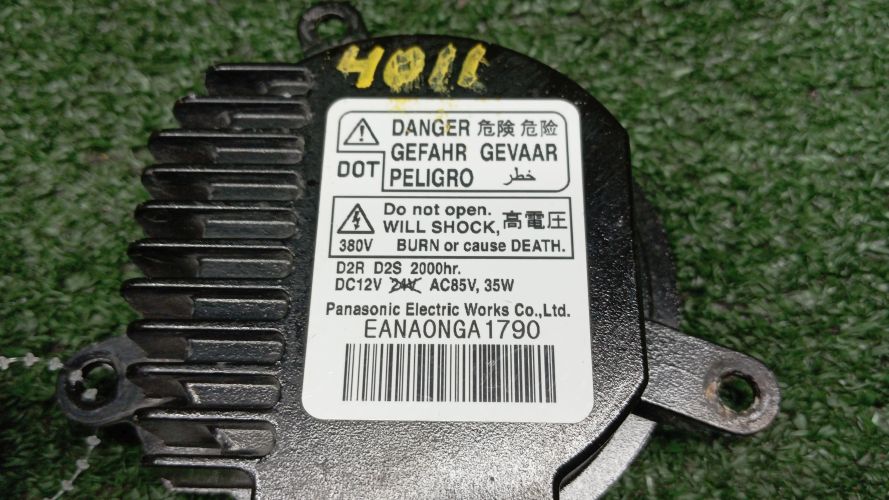 4011
DANGER 危険 危险
DOT GEFAHR GEVAAR
PELIGRO خطر
Do not open.
WILL SHOCK, 高電圧
380V BURN or cause DEATH.
D2R D2S 2000hr.
DC12V 24V AC85V, 35W
Panasonic Electric Works Co.,Ltd.
EANA0NGA1790